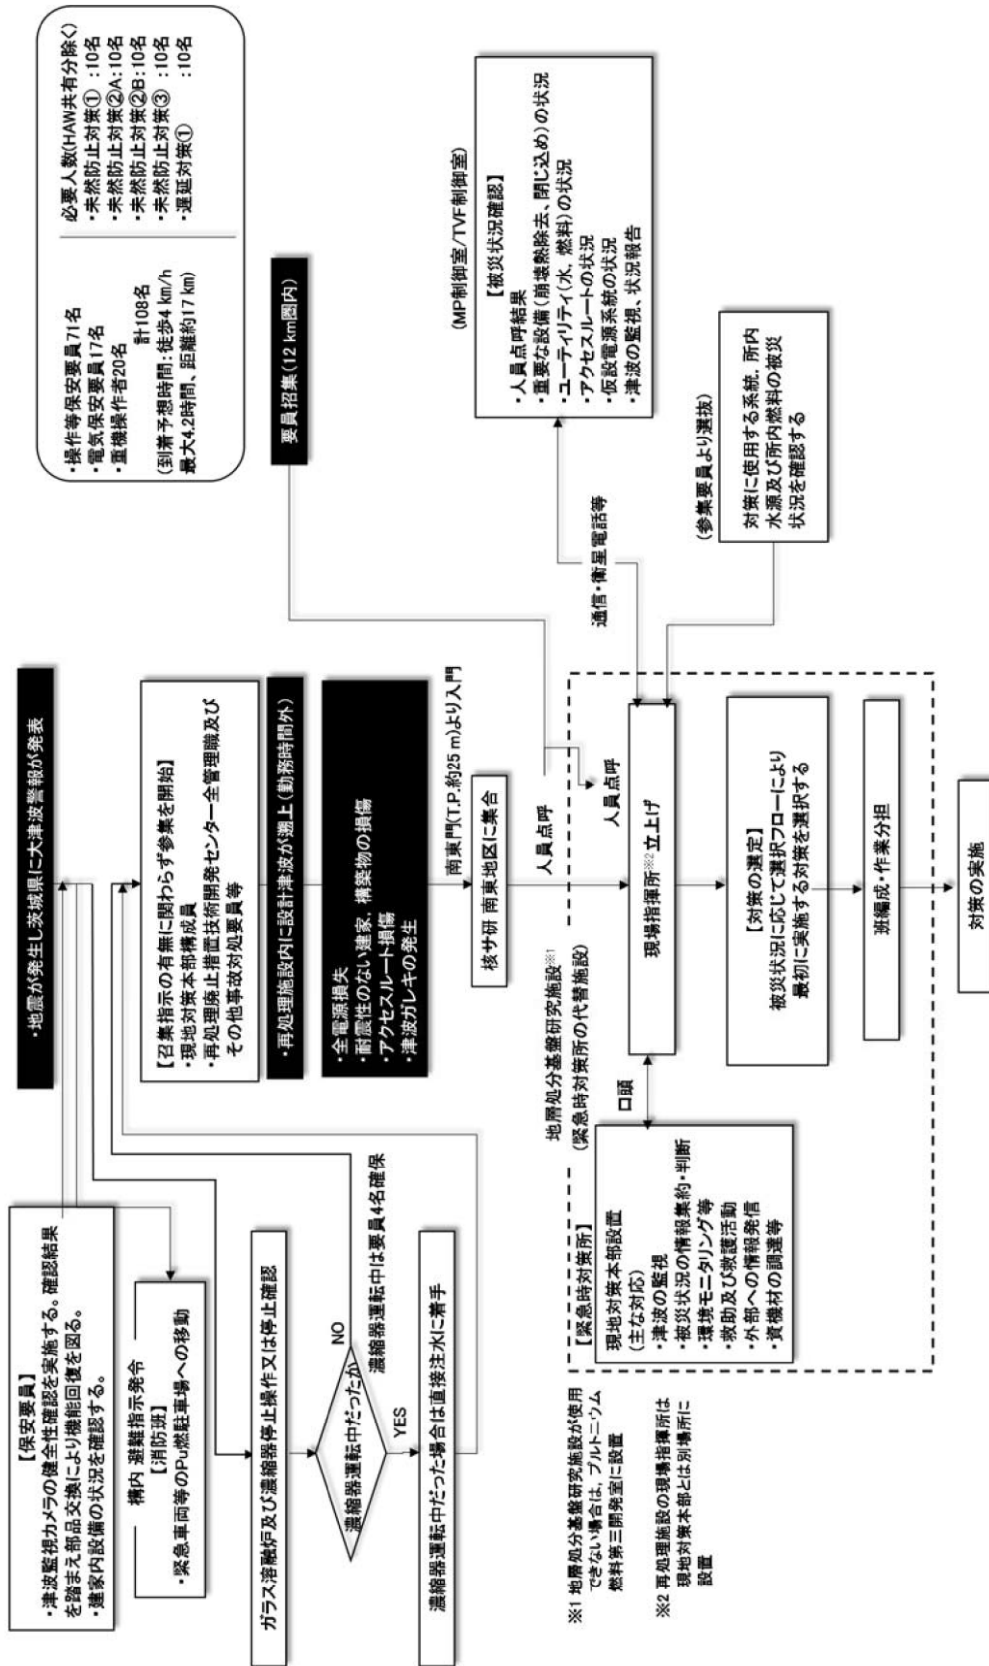 【保安要員】
・津波監視カメラの健全性確認を実施する。確認結果
を踏まえ部品交換により機能回復を図る。
・建家内設備の状況を確認する。
構内 避難指示発令
【消防班】
・緊急車両等のPu燃駐車場への移動
ガラス溶融炉及び濃縮器停止操作又は停止確認
濃縮器運転中だったか
NO
YES
濃縮器運転中は要員4名確保
濃縮器運転中だった場合は直接注水に着手
・地震が発生し茨城県に大津波警報が発表
【召集指示の有無に関わらず参集を開始】
・現地対策本部構成員
・再処理廃止措置技術開発センター全管理職及び
その他事故対処要員等
・再処理施設内に設計津波が遡上(勤務時間外)
・全電源損失
・耐震性のない建家、構築物の損傷
・アクセスルート損傷
・津波ガレキの発生
南東門(T.P.約25 m)より入門
核サ研 南東地区に集合
人員点呼
・操作等保安要員71名
・電気保安要員17名
・重機操作者20名
計108名
(到着予想時間:徒歩4 km/h
最大4.2時間、距離約17 km)
必要人数(HAW共有分除く)
・未然防止対策① :10名
・未然防止対策②A:10名
・未然防止対策②B:10名
・未然防止対策③ :10名
・遅延対策① :10名
要員招集(12 km圏内)
地層処分基盤研究施設※1
(緊急時対策所の代替施設)
人員点呼
【緊急時対策所】
現地対策本部設置
(主な対応)
・津波の監視
・被災状況の情報集約・判断
・環境モニタリング等
・救助及び救護活動
・外部への情報発信
・資機材の調達等
口頭
現場指揮所※2立上げ
通信・衛星電話等
(MP制御室/TVF制御室)
【被災状況確認】
・人員点呼結果
・重要な設備(崩壊熱除去、閉じ込め)の状況
・ユーティリティ(水、燃料)の状況
・アクセスルートの状況
・仮設電源系統の状況
・津波の監視、状況報告
(参集要員より選抜)
対策に使用する系統、所内
水源及び所内燃料の被災
状況を確認する
【対策の選定】
被災状況に応じて選択フローにより
最初に実施する対策を選択する
班編成・作業分担
対策の実施
※1 地層処分基盤研究施設が使用
できない場合は、プルトニウム
燃料第三開発室に設置
※2 再処理施設の現場指揮所は
現地対策本部とは別場所に
設置